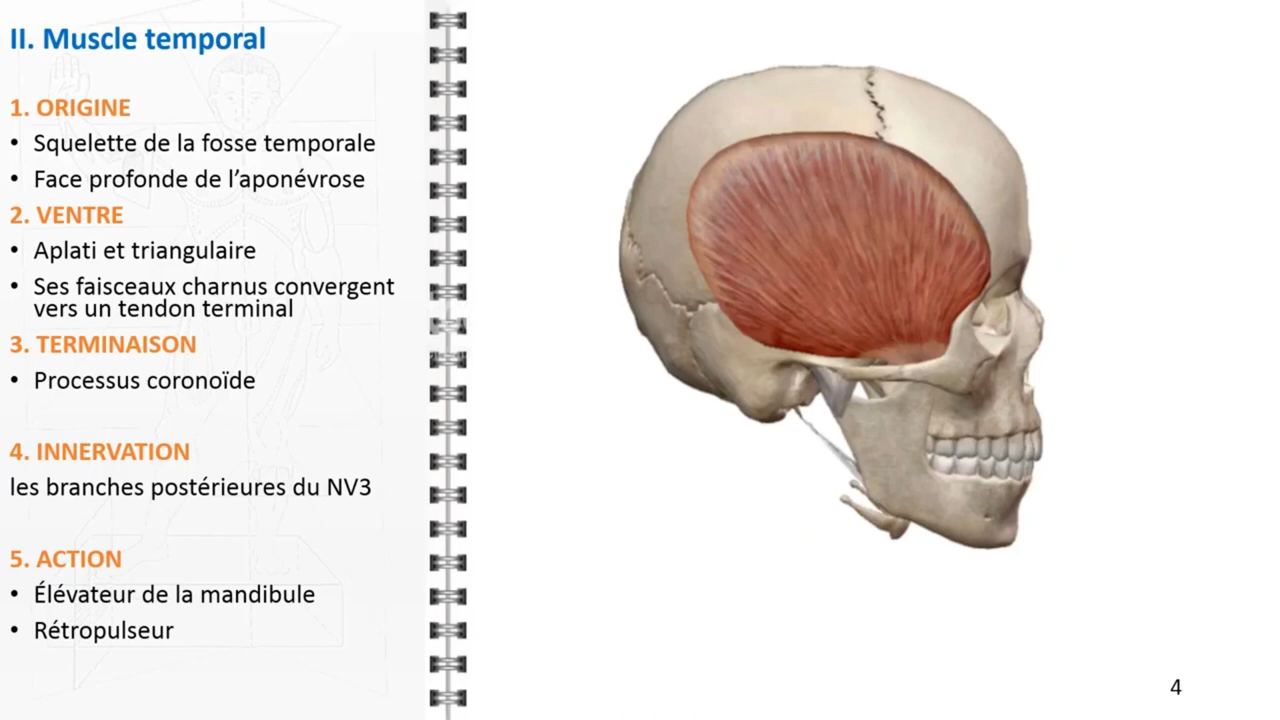 II. Muscle temporal
1. ORIGINE
• Squelette de la fosse temporale
• Face profonde de l’aponévrose
2. VENTRE
• Aplati et triangulaire
• Ses faisceaux charnus convergent
vers un tendon terminal
3. TERMINAISON
• Processus coronoïde
4. INNERVATION
les branches postérieures du NV3
5. ACTION
• Élévateur de la mandibule
• Rétropulseur
4